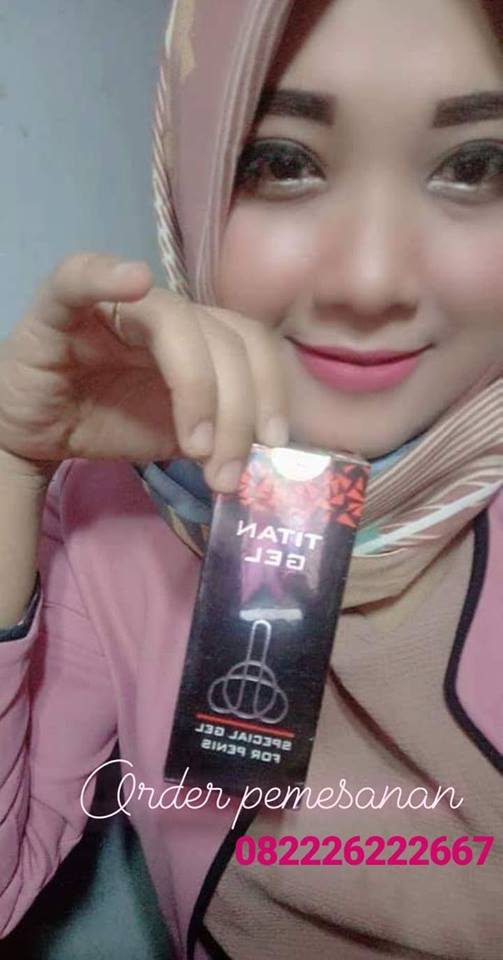 TITAN
GEL
SPECIAL GEL
FOR PENIS
Order pemesanan
082226222667